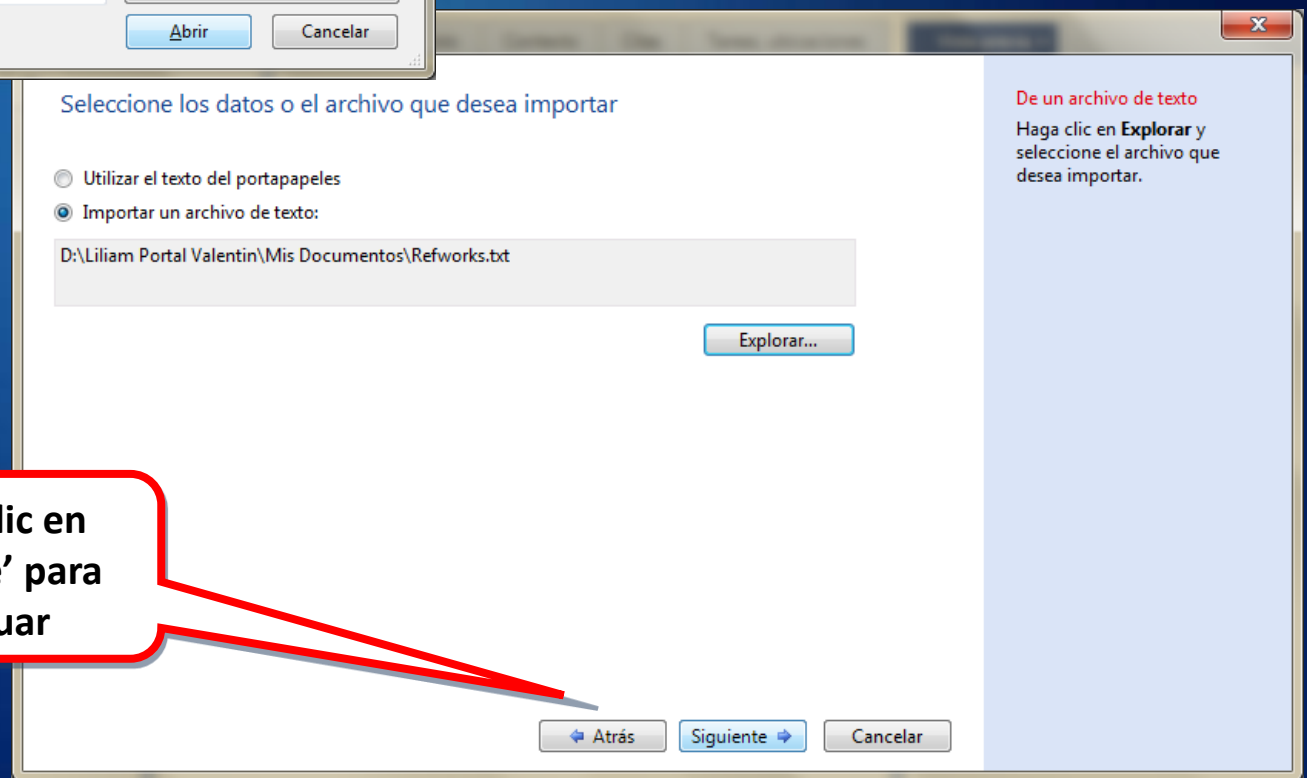 Abrir Cancelar
Seleccione los datos o el archivo que desea importar
Utilizar el texto del portapapeles
Importar un archivo de texto:
D:\Liliam Portal Valentin\Mis Documentos\Refworks.txt
Explorar...
De un archivo de texto
Haga clic en Explorar y
seleccione el archivo que
desea importar.
lic en
e’ para
uar
Atrás Siguiente Cancelar